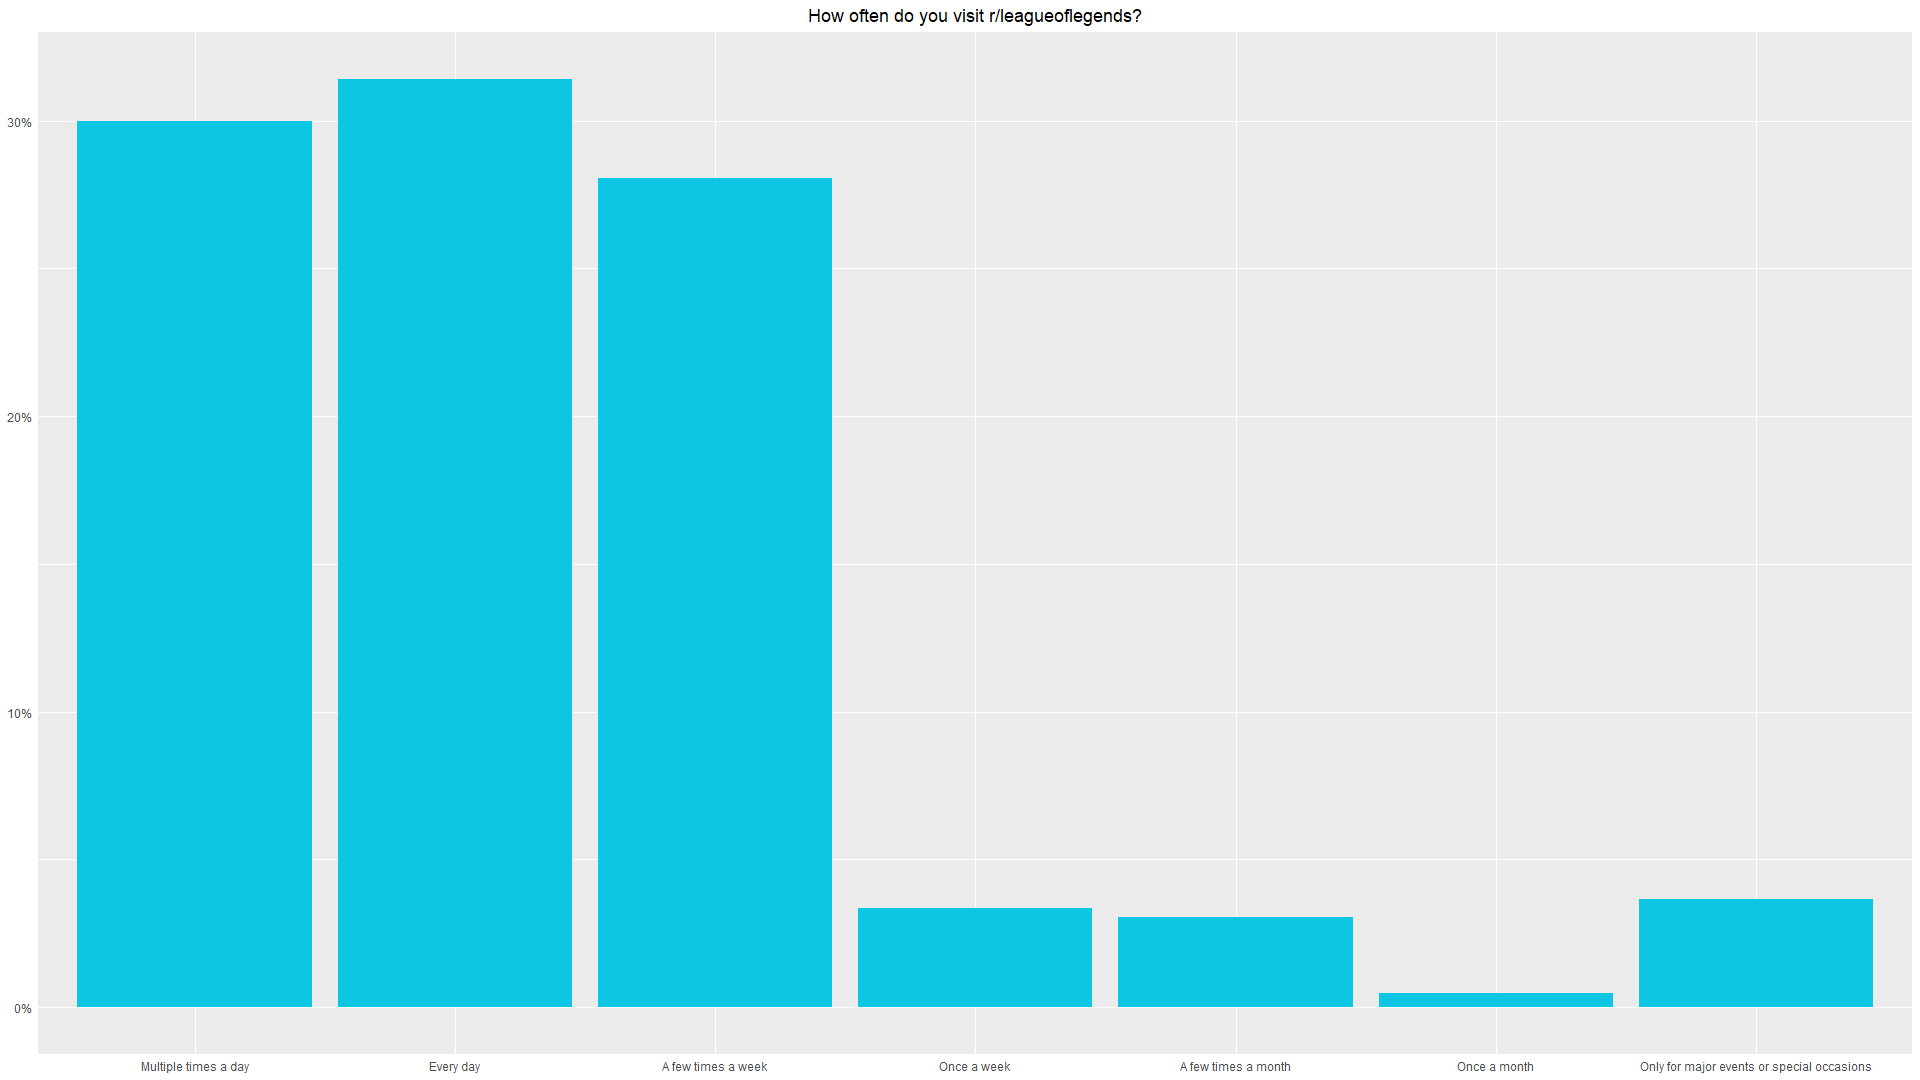 How often do you visit r/leagueoflegends?
30%
20%
10%
0%
Multiple times a day
Every day
A few times a week
Once a week
A few times a month
Once a month
Only for major events or special occasions